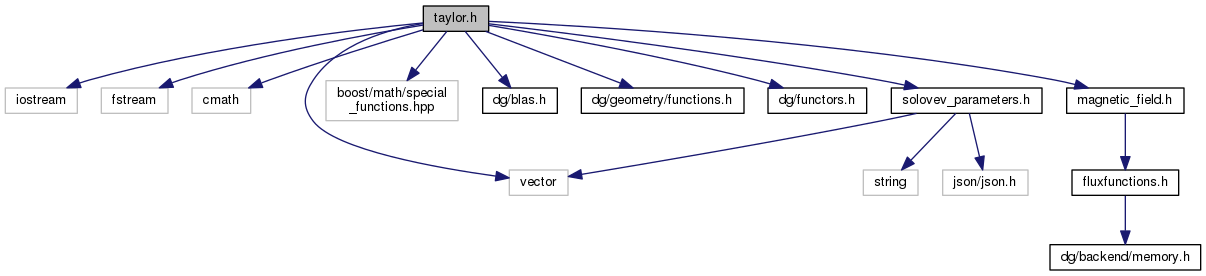 taylor.h
iostream
fstream
cmath
boost/math/special
_functions.hpp
dg/blas.h
dg/geometry/functions.h
dg/functors.h
solovev_parameters.h
magnetic_field.h
vector
string
json/json.h
fluxfunctions.h
dg/backend/memory.h